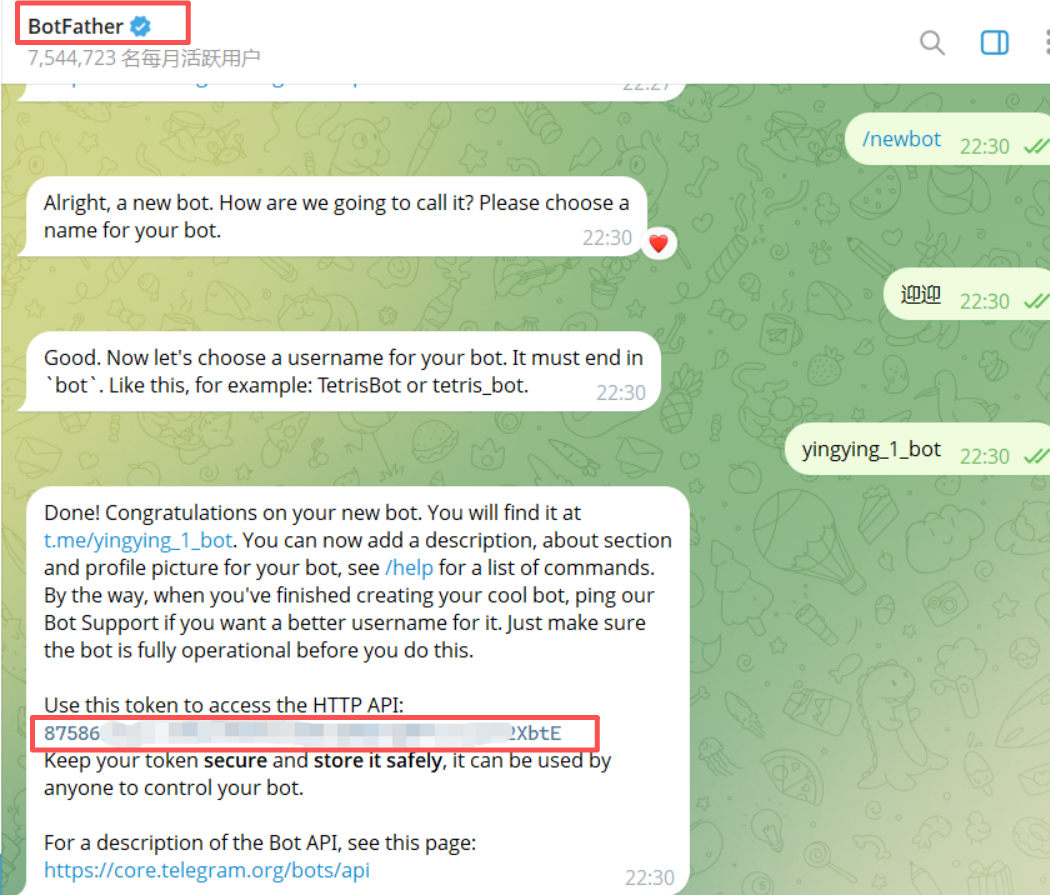 BotFather
7,544,723 名每月活跃用户
22:27
/newbot 22:30
Alright, a new bot. How are we going to call it? Please choose a
name for your bot.
22:30
迎迎 22:30
Good. Now let's choose a username for your bot. It must end in
`bot`. Like this, for example: TetrisBot or tetris_bot.
22:30
yingying_1_bot 22:30
Done! Congratulations on your new bot. You will find it at
t.me/yingying_1_bot. You can now add a description, about section
and profile picture for your bot, see /help for a list of commands.
By the way, when you've finished creating your cool bot, ping our
Bot Support if you want a better username for it. Just make sure
the bot is fully operational before you do this.
Use this token to access the HTTP API:
87586 2XbtE
Keep your token secure and store it safely, it can be used by
anyone to control your bot.
For a description of the Bot API, see this page:
https://core.telegram.org/bots/api
22:30